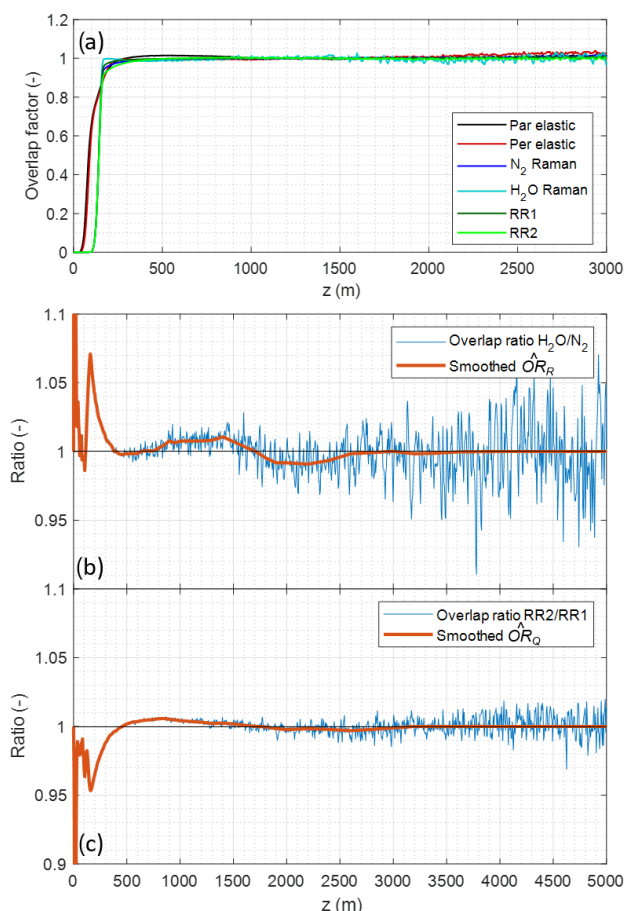 (a)
1.2
1
0.8
0.6
0.4
0.2
0
Overlap factor (-)
Par elastic
Per elastic
N2 Raman
H2O Raman
RR1
RR2
0 500 1000 1500 2000 2500 3000
z (m)
1.1
1.05
1
0.95
Ratio (-)
Overlap ratio H2O/N2
Smoothed ÔR_R
(b)
1.1
1.05
1
0.95
0.9
Ratio (-)
Overlap ratio RR2/RR1
Smoothed ÔR_Q
(c)
0 500 1000 1500 2000 2500 3000 3500 4000 4500 5000
z (m)